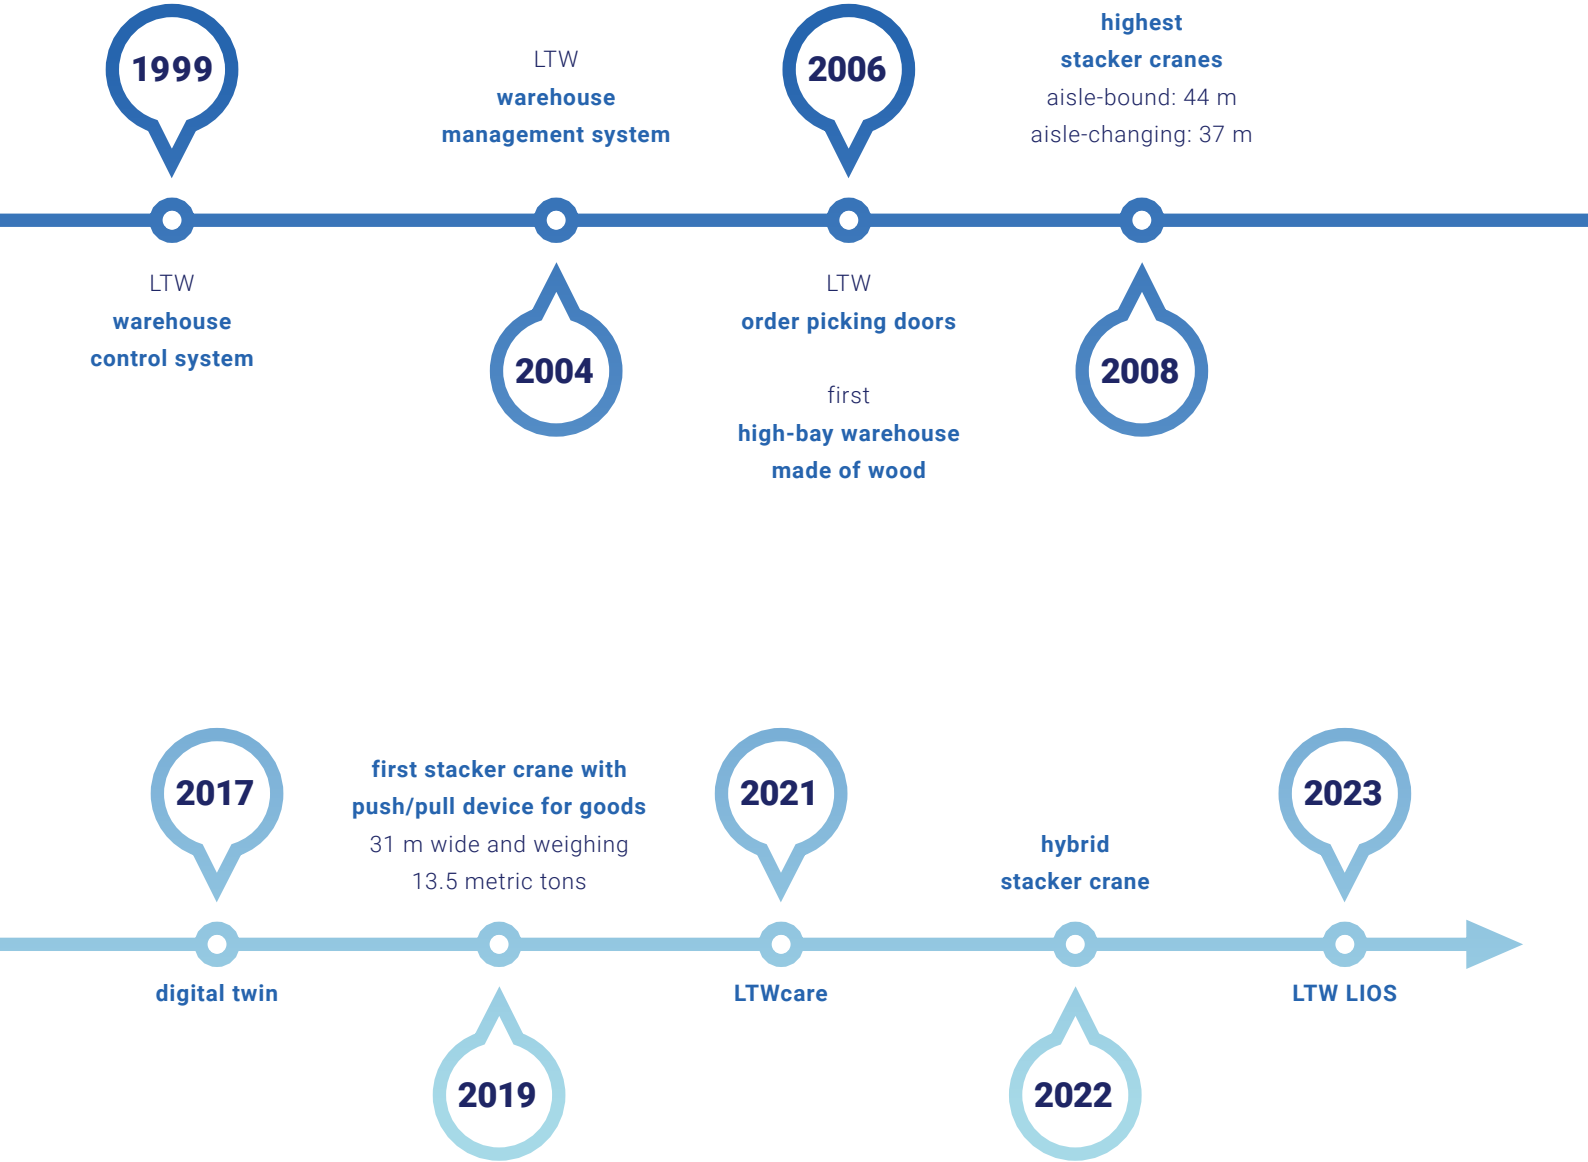 1999
LTW
warehouse
control system
LTW
warehouse
management system
2004
2006
LTW
order picking doors
first
high-bay warehouse
made of wood
highest
stacker cranes
aisle-bound: 44 m
aisle-changing: 37 m
2008
2017
digital twin
first stacker crane with
push/pull device for goods
31 m wide and weighing
13.5 metric tons
2019
2021
LTWcare
hybrid
stacker crane
2022
2023
LTW LIOS